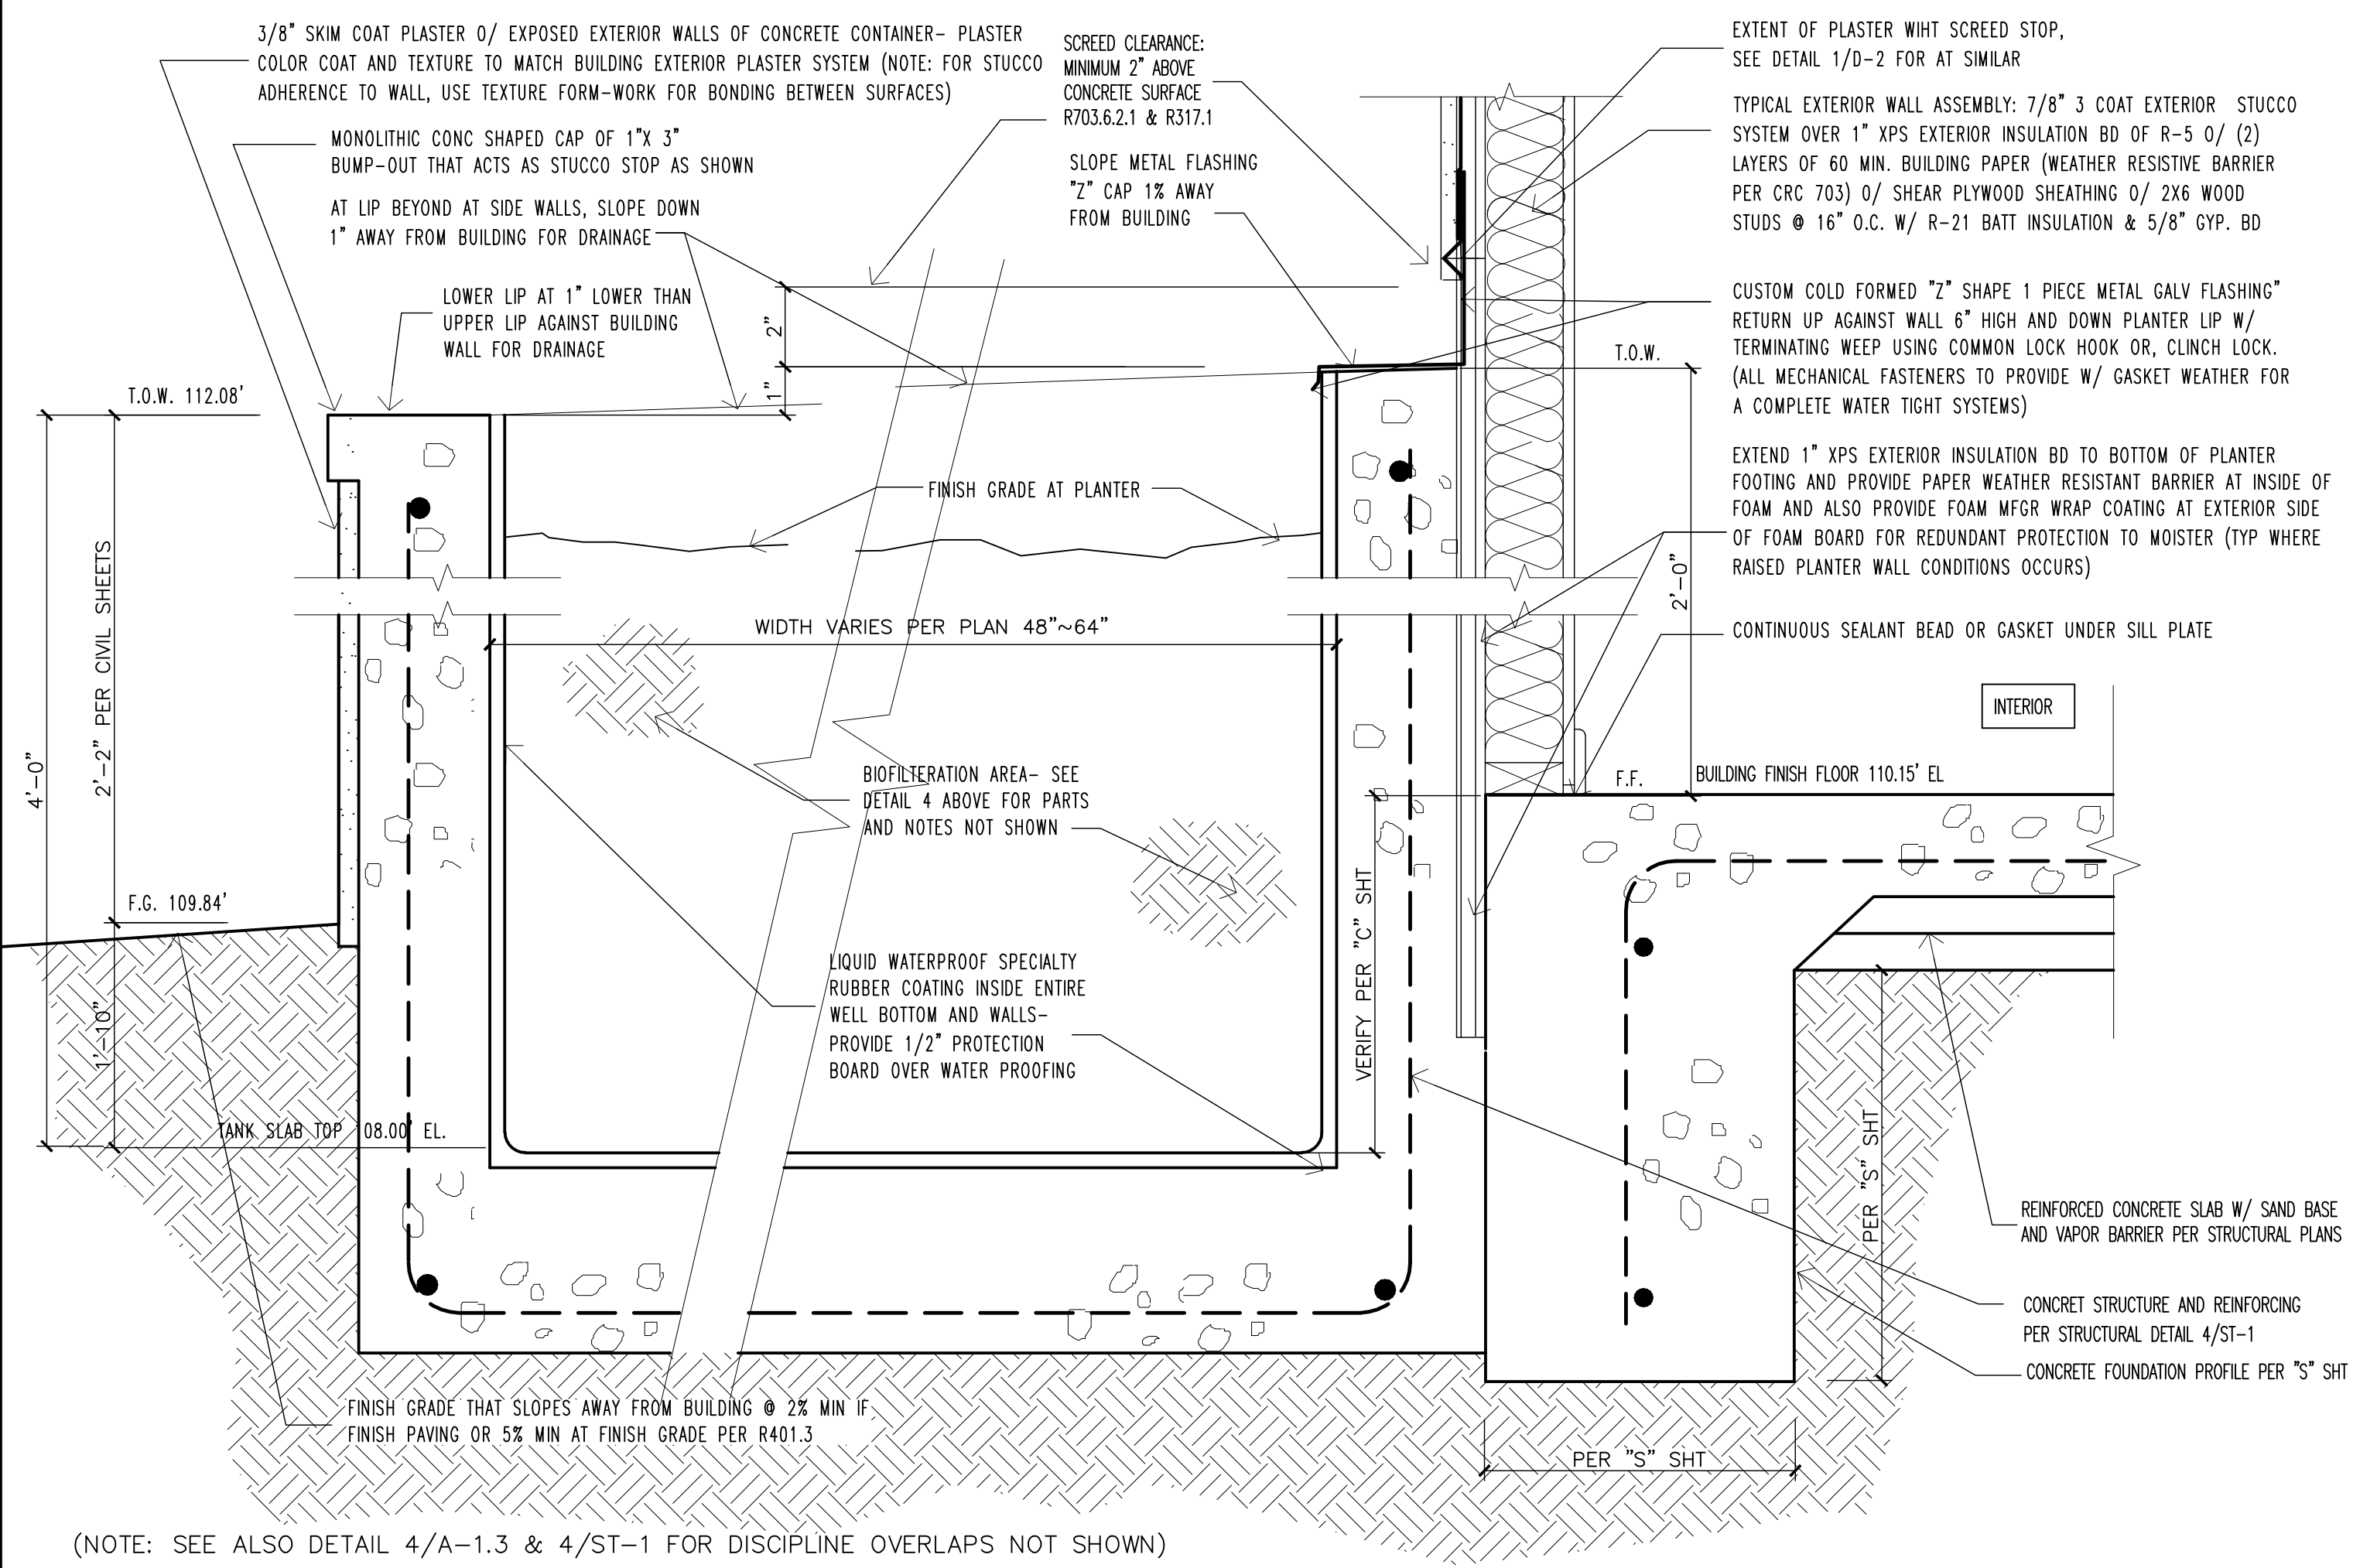 3/8" SKIM COAT PLASTER O/ EXPOSED EXTERIOR WALLS OF CONCRETE CONTAINER- PLASTER
COLOR COAT AND TEXTURE TO MATCH BUILDING EXTERIOR PLASTER SYSTEM (NOTE: FOR STUCCO
ADHERENCE TO WALL, USE TEXTURE FORM-WORK FOR BONDING BETWEEN SURFACES)
MONOLITHIC CONC SHAPED CAP OF 1"X 3"
BUMP-OUT THAT ACTS AS STUCCO STOP AS SHOWN
AT LIP BEYOND AT SIDE WALLS, SLOPE DOWN
1" AWAY FROM BUILDING FOR DRAINAGE
LOWER LIP AT 1" LOWER THAN
UPPER LIP AGAINST BUILDING
WALL FOR DRAINAGE
SCREED CLEARANCE:
MINIMUM 2" ABOVE
CONCRETE SURFACE
R703.6.2.1 & R317.1
SLOPE METAL FLASHING
"Z" CAP 1% AWAY
FROM BUILDING
EXTENT OF PLASTER WIHT SCREED STOP,
SEE DETAIL 1/D-2 FOR AT SIMILAR
TYPICAL EXTERIOR WALL ASSEMBLY: 7/8" 3 COAT EXTERIOR STUCCO
SYSTEM OVER 1" XPS EXTERIOR INSULATION BD OF R-5 O/ (2)
LAYERS OF 60 MIN. BUILDING PAPER (WEATHER RESISTIVE BARRIER
PER CRC 703) O/ SHEAR PLYWOOD SHEATHING O/ 2X6 WOOD
STUDS @ 16" O.C. W/ R-21 BATT INSULATION & 5/8" GYP. BD
CUSTOM COLD FORMED "Z" SHAPE 1 PIECE METAL GALV FLASHING"
RETURN UP AGAINST WALL 6" HIGH AND DOWN PLANTER LIP W/
TERMINATING WEEP USING COMMON LOCK HOOK OR, CLINCH LOCK.
(ALL MECHANICAL FASTENERS TO PROVIDE W/ GASKET WEATHER FOR
A COMPLETE WATER TIGHT SYSTEMS)
EXTEND 1" XPS EXTERIOR INSULATION BD TO BOTTOM OF PLANTER
FOOTING AND PROVIDE PAPER WEATHER RESISTANT BARRIER AT INSIDE OF
FOAM AND ALSO PROVIDE FOAM MFGR WRAP COATING AT EXTERIOR SIDE
OF FOAM BOARD FOR REDUNDANT PROTECTION TO MOISTER (TYP WHERE
RAISED PLANTER WALL CONDITIONS OCCURS)
CONTINUOUS SEALANT BEAD OR GASKET UNDER SILL PLATE
INTERIOR
2"
1"
T.O.W. 112.08'
T.O.W.
FINISH GRADE AT PLANTER
WIDTH VARIES PER PLAN 48"~64"
2'-0"
4'-0"
2'-2" PER CIVIL SHEETS
1'-10"
BIOFILTERATION AREA- SEE
DETAIL 4 ABOVE FOR PARTS
AND NOTES NOT SHOWN
F.F.
BUILDING FINISH FLOOR 110.15' EL
F.G. 109.84'
LIQUID WATERPROOF SPECIALTY
RUBBER COATING INSIDE ENTIRE
WELL BOTTOM AND WALLS-
PROVIDE 1/2" PROTECTION
BOARD OVER WATER PROOFING
VERIFY PER "C" SHT
TANK SLAB TOP 08.00' EL.
PER "S" SHT
REINFORCED CONCRETE SLAB W/ SAND BASE
AND VAPOR BARRIER PER STRUCTURAL PLANS
CONCRET STRUCTURE AND REINFORCING
PER STRUCTURAL DETAIL 4/ST-1
CONCRETE FOUNDATION PROFILE PER "S" SHT
FINISH GRADE THAT SLOPES AWAY FROM BUILDING @ 2% MIN IF
FINISH PAVING OR 5% MIN AT FINISH GRADE PER R401.3
PER "S" SHT
(NOTE: SEE ALSO DETAIL 4/A-1.3 & 4/ST-1 FOR DISCIPLINE OVERLAPS NOT SHOWN)